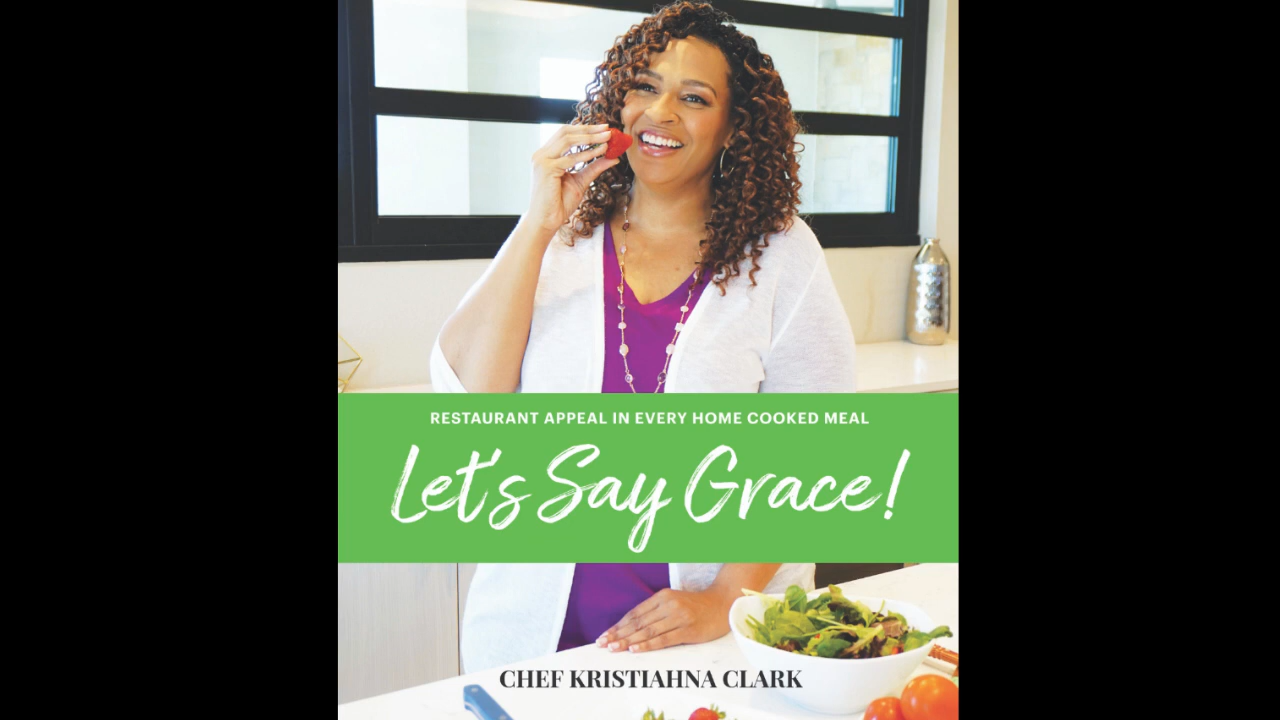 RESTAURANT APPEAL IN EVERY HOME COOKED MEAL
Let's Say Grace!
CHEF KRISTIAHNA CLARK